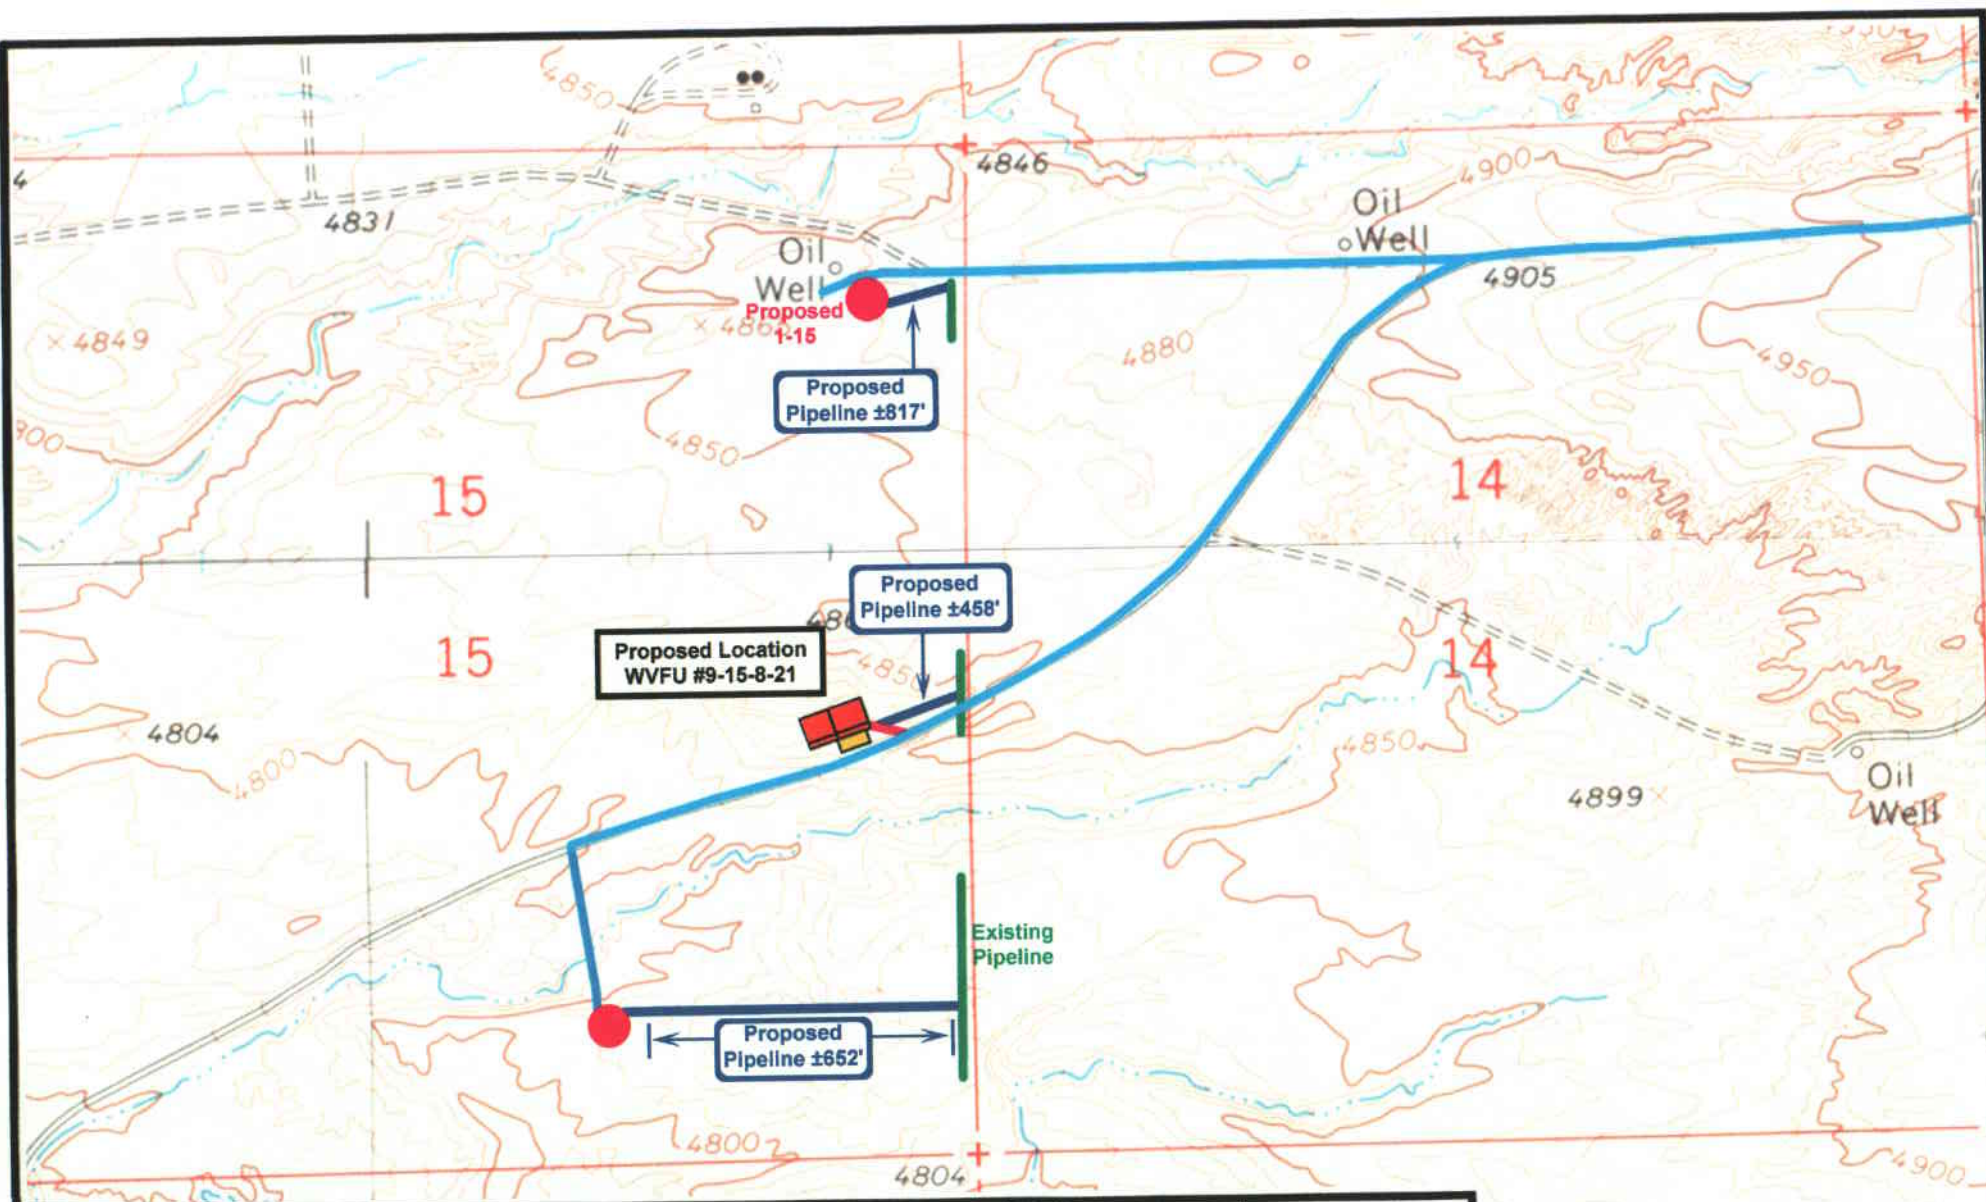 4850
4846
4900
4
4831
Oil
Well
Oil
Well
4905
Proposed
1-15
4849
4880
4950
Proposed
Pipeline ±817'
4850
15
14
Proposed
Pipeline ±458'
Proposed Location
WVFU #9-15-8-21
15
4850
14
4804
4850
4800
4899
Oil
Well
Existing
Pipeline
Proposed
Pipeline ±652'
4800
4804
4900